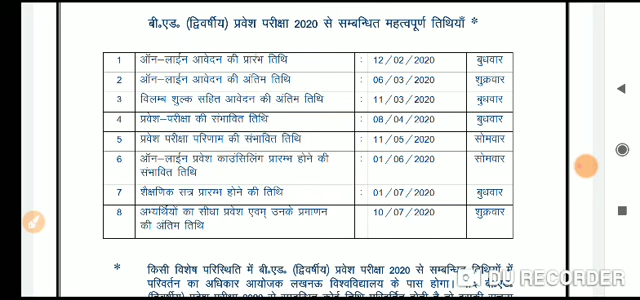 बी०एड० (द्विवर्षीय) प्रवेश परीक्षा 2020 से सम्बन्धित महत्वपूर्ण तिथियाँ *
1 ऑन-लाईन आवेदन की प्रारंभ तिथि : 12/02/2020 बुधवार
2 ऑन-लाईन आवेदन की अंतिम तिथि : 06/03/2020 शुक्रवार
3 विलम्ब शुल्क सहित आवेदन की अंतिम तिथि : 11/03/2020 बुधवार
4 प्रवेश-परीक्षा की संभावित तिथि : 08/04/2020 बुधवार
5 प्रवेश परीक्षा परिणाम की संभावित तिथि : 11/05/2020 सोमवार
6 ऑन-लाईन प्रवेश काउंसिलिंग प्रारम्भ होने की : 01/06/2020 सोमवार
संभावित तिथि
7 शैक्षणिक सत्र प्रारम्भ होने की तिथि : 01/07/2020 बुधवार
8 अभ्यर्थियों का सीधा प्रवेश एवम् उनके प्रमाणन : 10/07/2020 शुक्रवार
की अंतिम तिथि
* किसी विशेष परिस्थिति में बी.एड. (द्विवर्षीय) प्रवेश परीक्षा 2020 से सम्बन्धित तिथियों में
परिवर्तन का अधिकार आयोजक लखनऊ विश्वविद्यालय के पास होगा।
DU RECORDER